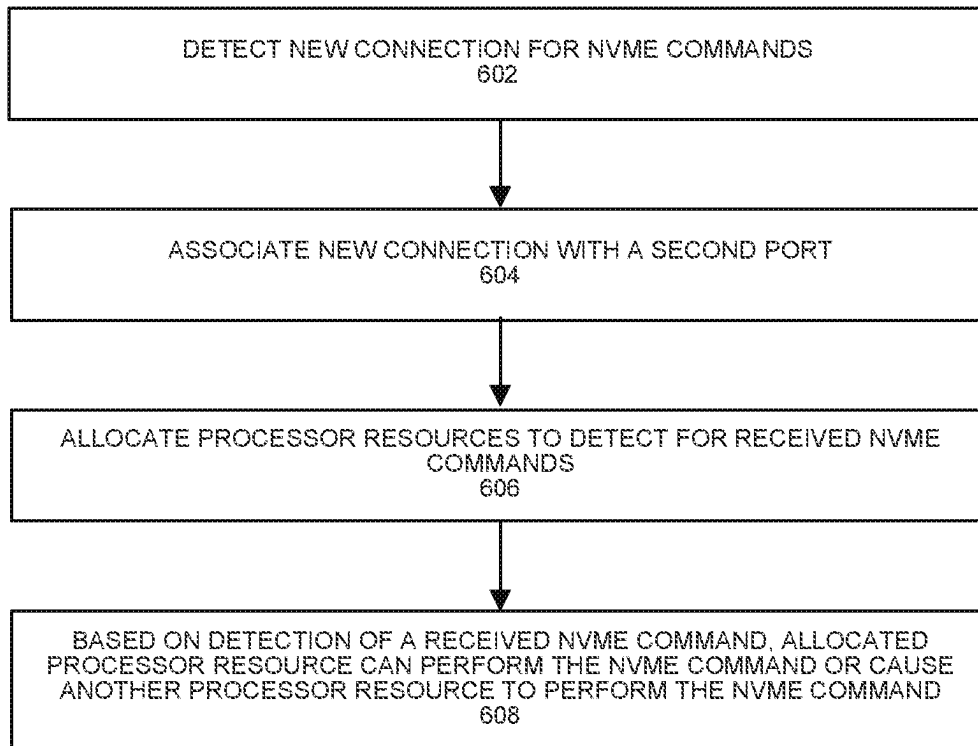 DETECT NEW CONNECTION FOR NVME COMMANDS
602
ASSOCIATE NEW CONNECTION WITH A SECOND PORT
604
ALLOCATE PROCESSOR RESOURCES TO DETECT FOR RECEIVED NVME
COMMANDS
606
BASED ON DETECTION OF A RECEIVED NVME COMMAND, ALLOCATED
PROCESSOR RESOURCE CAN PERFORM THE NVME COMMAND OR CAUSE
ANOTHER PROCESSOR RESOURCE TO PERFORM THE NVME COMMAND
608